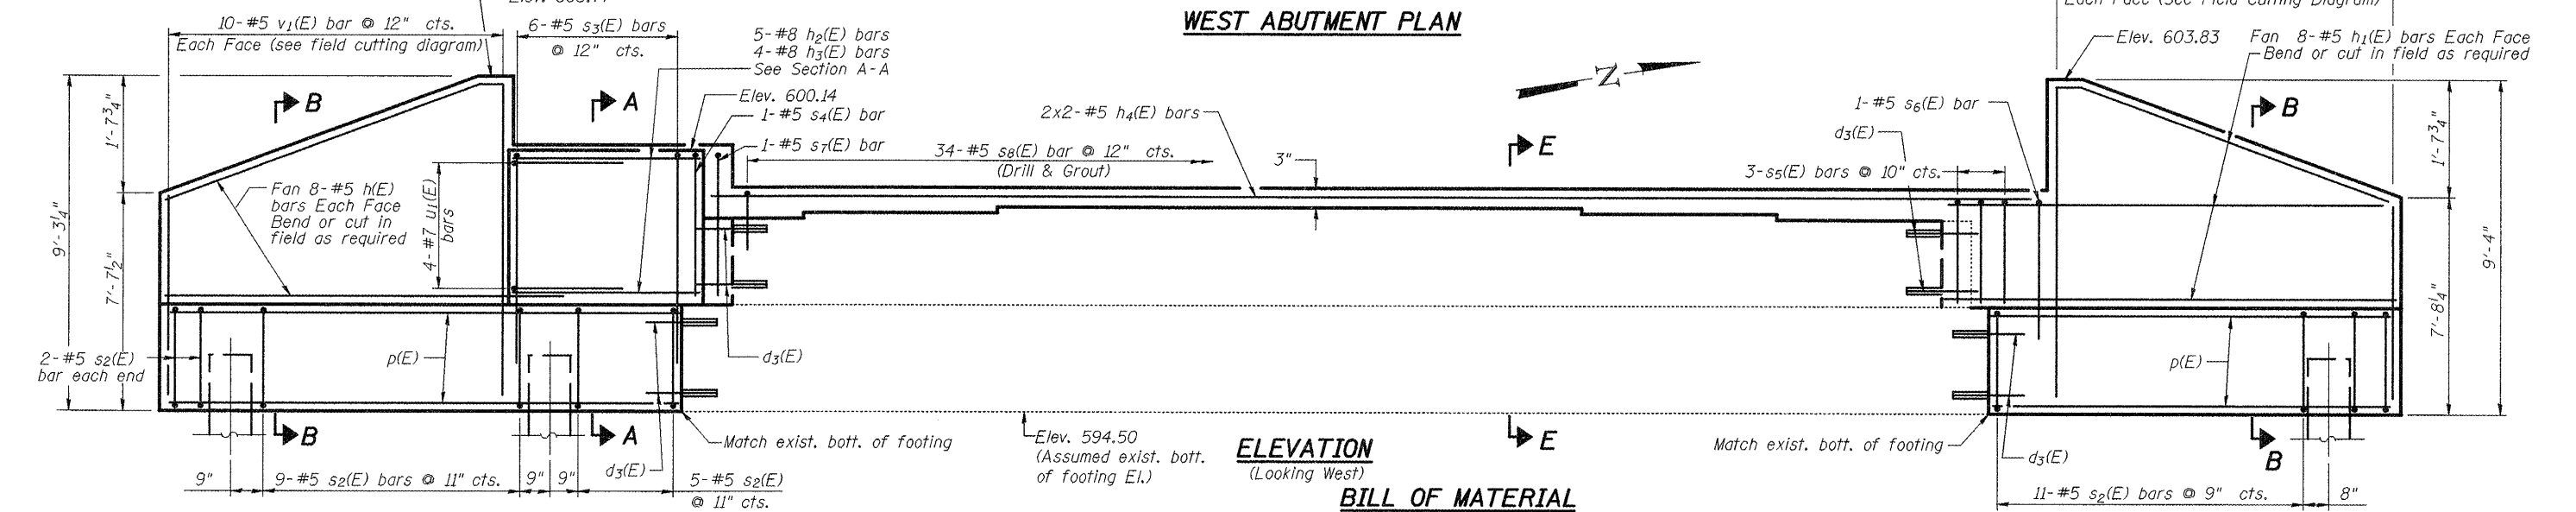 WEST ABUTMENT PLAN
10-#5 v1(E) bar @ 12" cts.
Each Face (see field cutting diagram)
6-#5 s3(E) bars
@ 12" cts.
5-#8 h2(E) bars
4-#8 h3(E) bars
See Section A-A
Elev. 600.14
1-#5 s4(E) bar
1-#5 s7(E) bar
34-#5 s8(E) bar @ 12" cts.
(Drill & Grout)
2x2-#5 h4(E) bars
3"
Z
E
1-#5 s6(E) bar
d3(E)
3-s5(E) bars @ 10" cts.
Each Face (see Field Cutting Diagram)
Elev. 603.83
Fan 8-#5 h1(E) bars Each Face
Bend or cut in field as required
B
A
B
1'-7 3/4"
9'-3 1/4"
7'-7 1/2"
Fan 8-#5 h(E)
bars Each Face
Bend or cut in
field as required
4-#7 u1(E)
bars
1'-7 3/4"
9'-4"
7'-8 1/4"
2-#5 s2(E)
bar each end
p(E)
d3(E)
p(E)
B
A
Match exist. bott. of footing
d3(E)
Elev. 594.50
(Assumed exist. bott.
of footing El.)
ELEVATION
(Looking West)
E
Match exist. bott. of footing
d3(E)
B
9"
9-#5 s2(E) bars @ 11" cts.
9"
9"
5-#5 s2(E)
@ 11" cts.
BILL OF MATERIAL
11-#5 s2(E) bars @ 9" cts.
8"